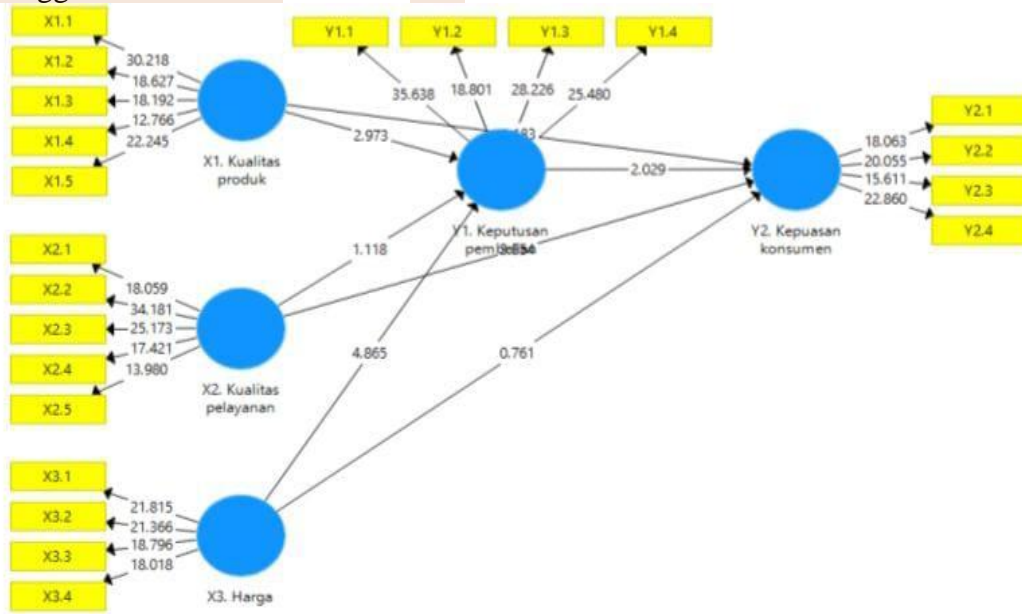 X1.1
X1.2
X1.3
X1.4
X1.5
30.218
18.627
18.192
12.766
22.245
X1. Kualitas
produk
Y1.1
Y1.2
Y1.3
Y1.4
35.638
18.801
28.226
25.480
2.973
2.029
Y1. Keputusan
Y2. Kepuasan
konsumen
18.063
20.055
15.611
22.860
Y2.1
Y2.2
Y2.3
Y2.4
X2.1
X2.2
X2.3
X2.4
X2.5
18.059
34.181
25.173
17.421
13.980
X2. Kualitas
pelayanan
1.118
4.865
0.761
X3.1
X3.2
X3.3
X3.4
21.815
21.366
18.796
18.018
X3. Harga